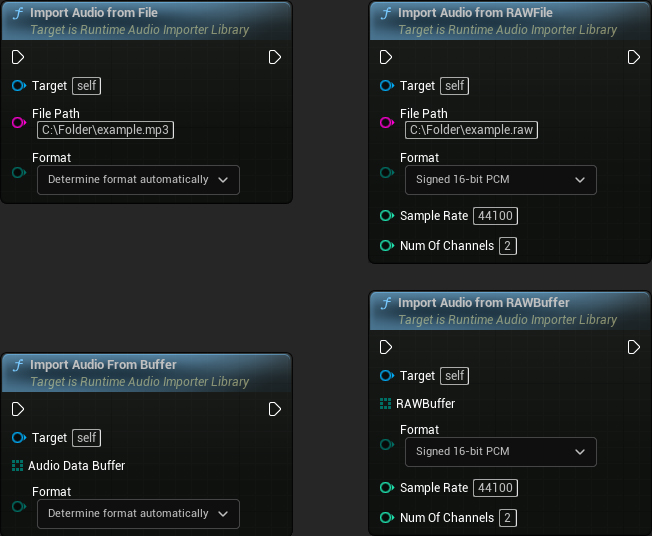 Import Audio from File
Target is Runtime Audio Importer Library
Target self
File Path
C:\Folder\example.mp3
Format
Determine format automatically
Import Audio from RAWFile
Target is Runtime Audio Importer Library
Target self
File Path
C:\Folder\example.raw
Format
Signed 16-bit PCM
Sample Rate 44100
Num Of Channels 2
Import Audio From Buffer
Target is Runtime Audio Importer Library
Target self
Audio Data Buffer
Format
Determine format automatically
Import Audio from RAWBuffer
Target is Runtime Audio Importer Library
Target self
RAWBuffer
Format
Signed 16-bit PCM
Sample Rate 44100
Num Of Channels 2